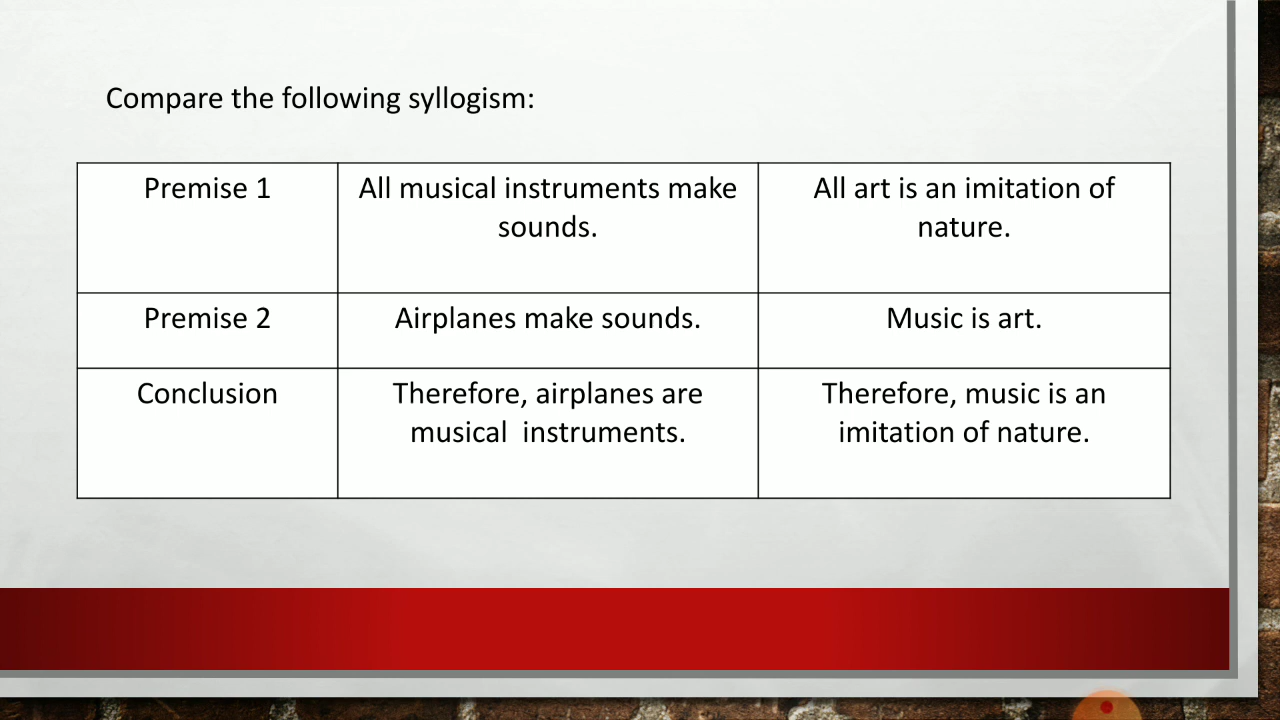 Compare the following syllogism:
Premise 1
All musical instruments make
sounds.
All art is an imitation of
nature.
Premise 2
Airplanes make sounds.
Music is art.
Conclusion
Therefore, airplanes are
musical  instruments.
Therefore, music is an
imitation of nature.